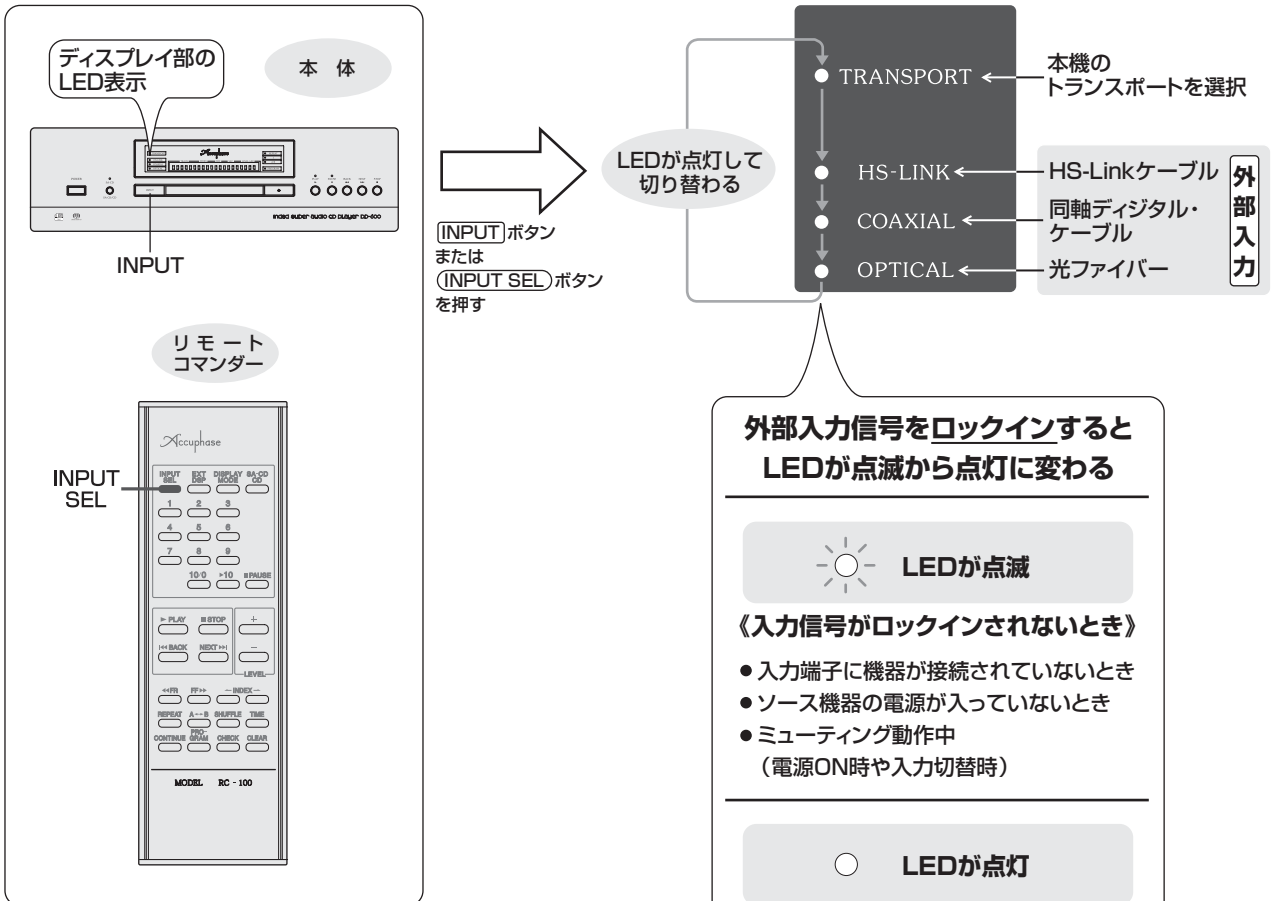 ディスプレイ部の
LED表示
本 体
Accuphase
INPUT
リモート
コマンダー
Accuphase
INPUT
SEL
INPUT SEL
EXT DSP
DISPLAY MODE
SA-CD CD
1 2 3
4 5 6
7 8 9
10/0 >10 PAUSE
PLAY STOP +
BACK NEXT −
LEVEL
FR FF INDEX
REPEAT A↔B SHUFFLE TIME
CONTINUE PRO-GRAM CHECK CLEAR
MODEL RC - 100
INPUT ボタン
または
INPUT SEL ボタン
を押す
LEDが点灯して
切り替わる
TRANSPORT
本機の
トランスポートを選択
HS-LINK
HS-Linkケーブル
COAXIAL
同軸ディジタル・
ケーブル
OPTICAL
光ファイバー
外部入力
外部入力信号をロックインすると
LEDが点滅から点灯に変わる
LEDが点滅
《入力信号がロックインされないとき》
●入力端子に機器が接続されていないとき
●ソース機器の電源が入っていないとき
●ミューティング動作中
（電源ON時や入力切替時）
LEDが点灯